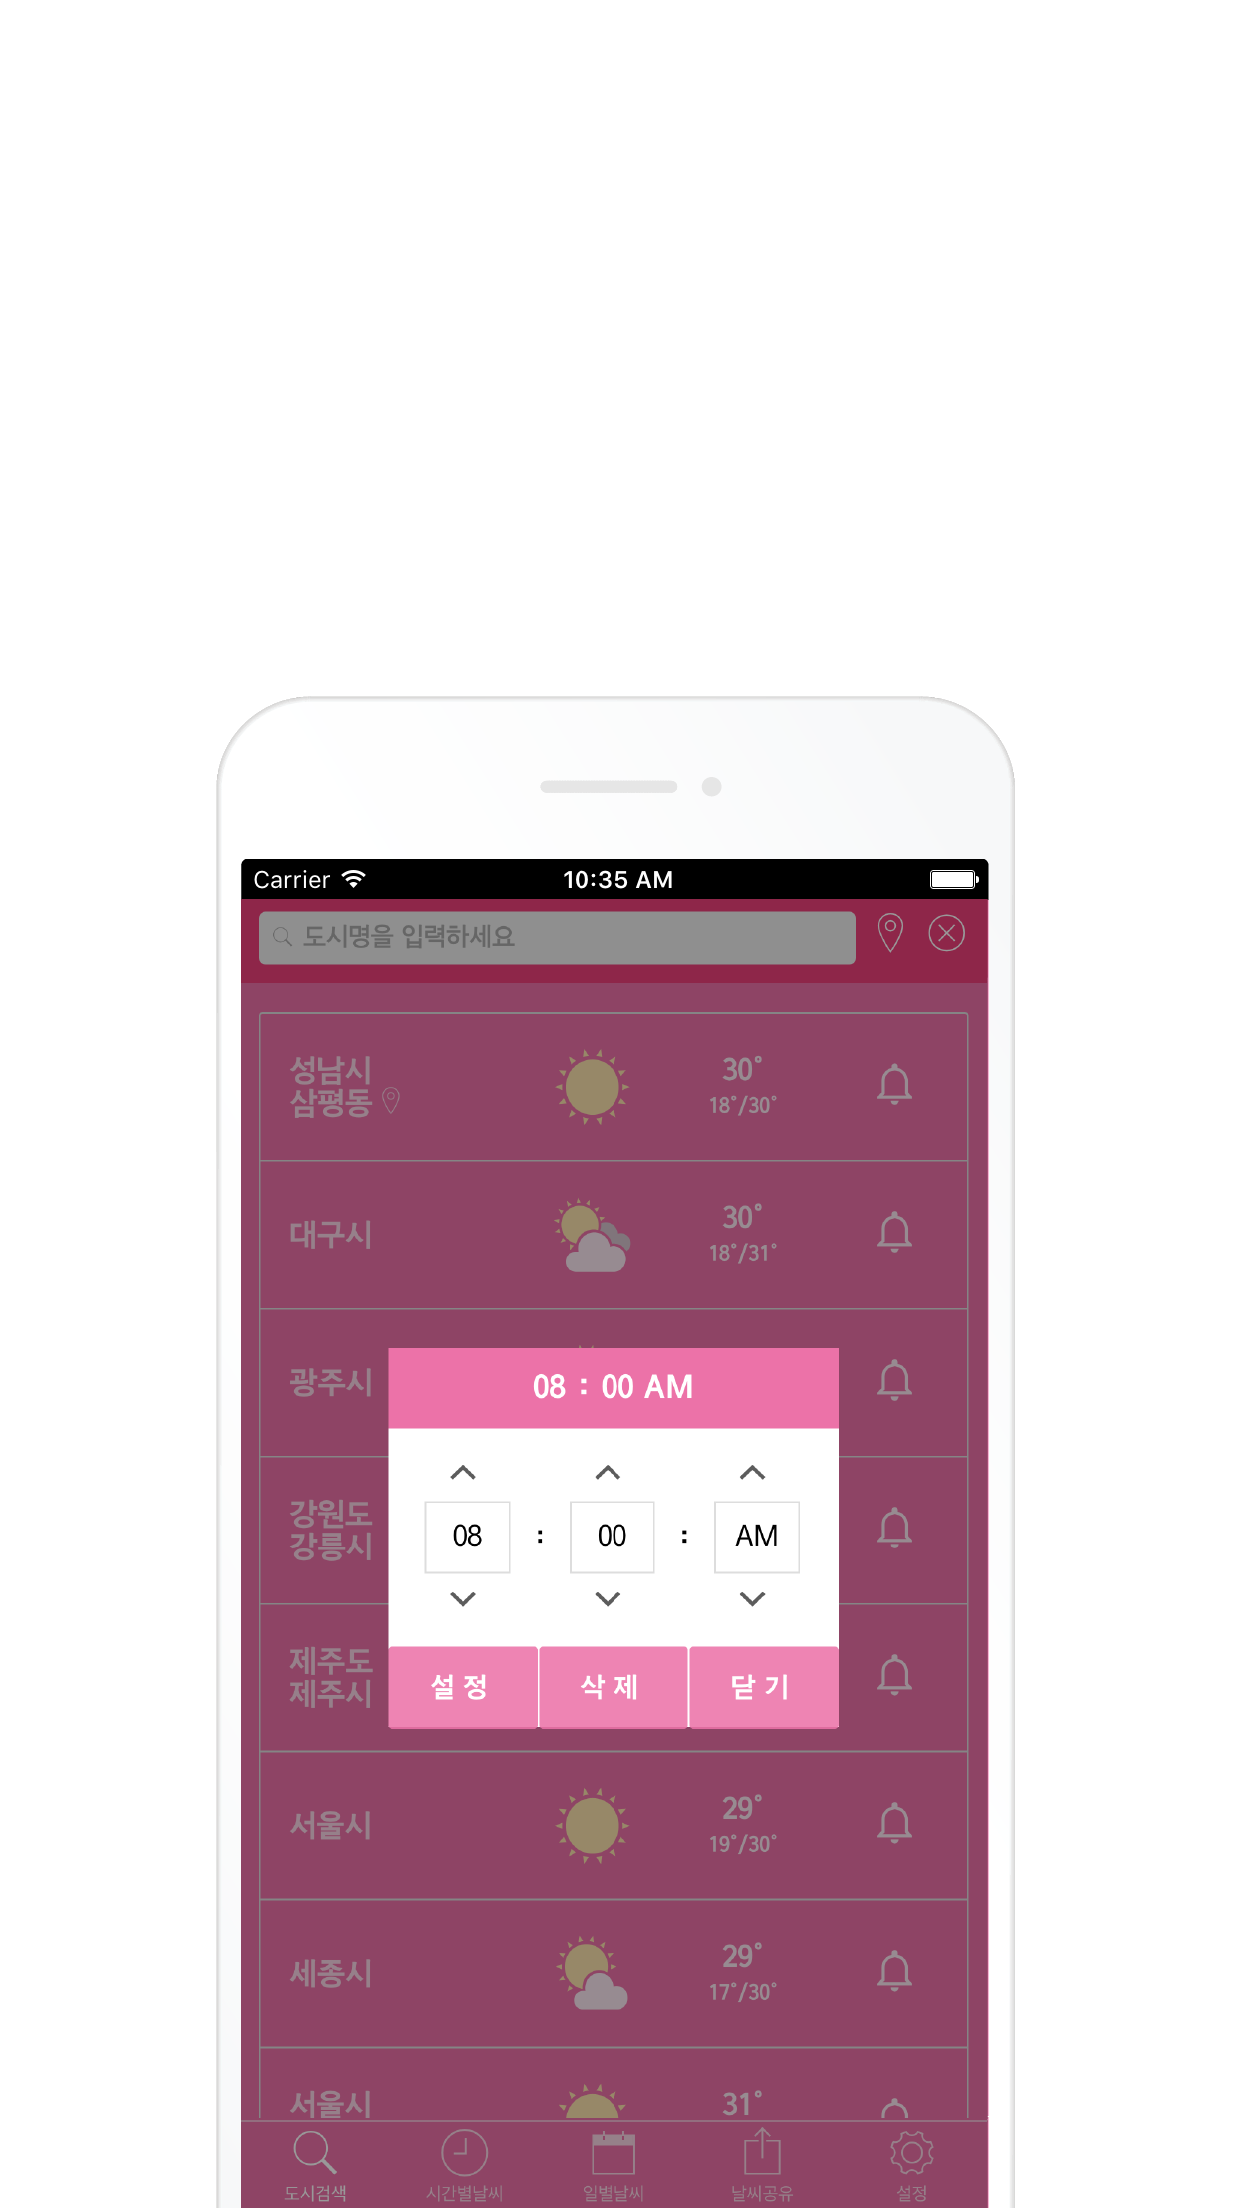 Carrier 10:35 AM
도시명을 입력하세요
성남시
삼평동
30°
18°/30°
대구시
30°
18°/31°
광주시
08 : 00 AM
08 : 00 : AM
설 정 삭 제 닫 기
강원도
강릉시
제주도
제주시
서울시
29°
19°/30°
세종시
29°
17°/30°
서울시
31°
도시검색 시간별날씨 일별날씨 날씨공유 설정